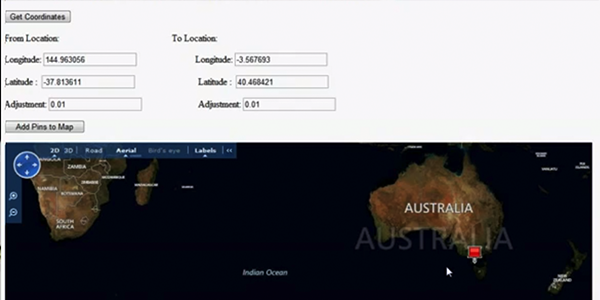 Get Coordinates
From Location: To Location:
Longitude: 144.963056 Longitude: -3.567693
Latitude : -37.813611 Latitude : 40.468421
Adjustment: 0.01 Adjustment: 0.01
Add Pins to Map
2D 3D Road Aerial Bird's eye Labels «
ZAMBIA
NAMIBIA
BOTSWANA
SOUTH
AFRICA
AUSTRALIA
AUSTRALIA
Indian Ocean
NEW
ZEALAND